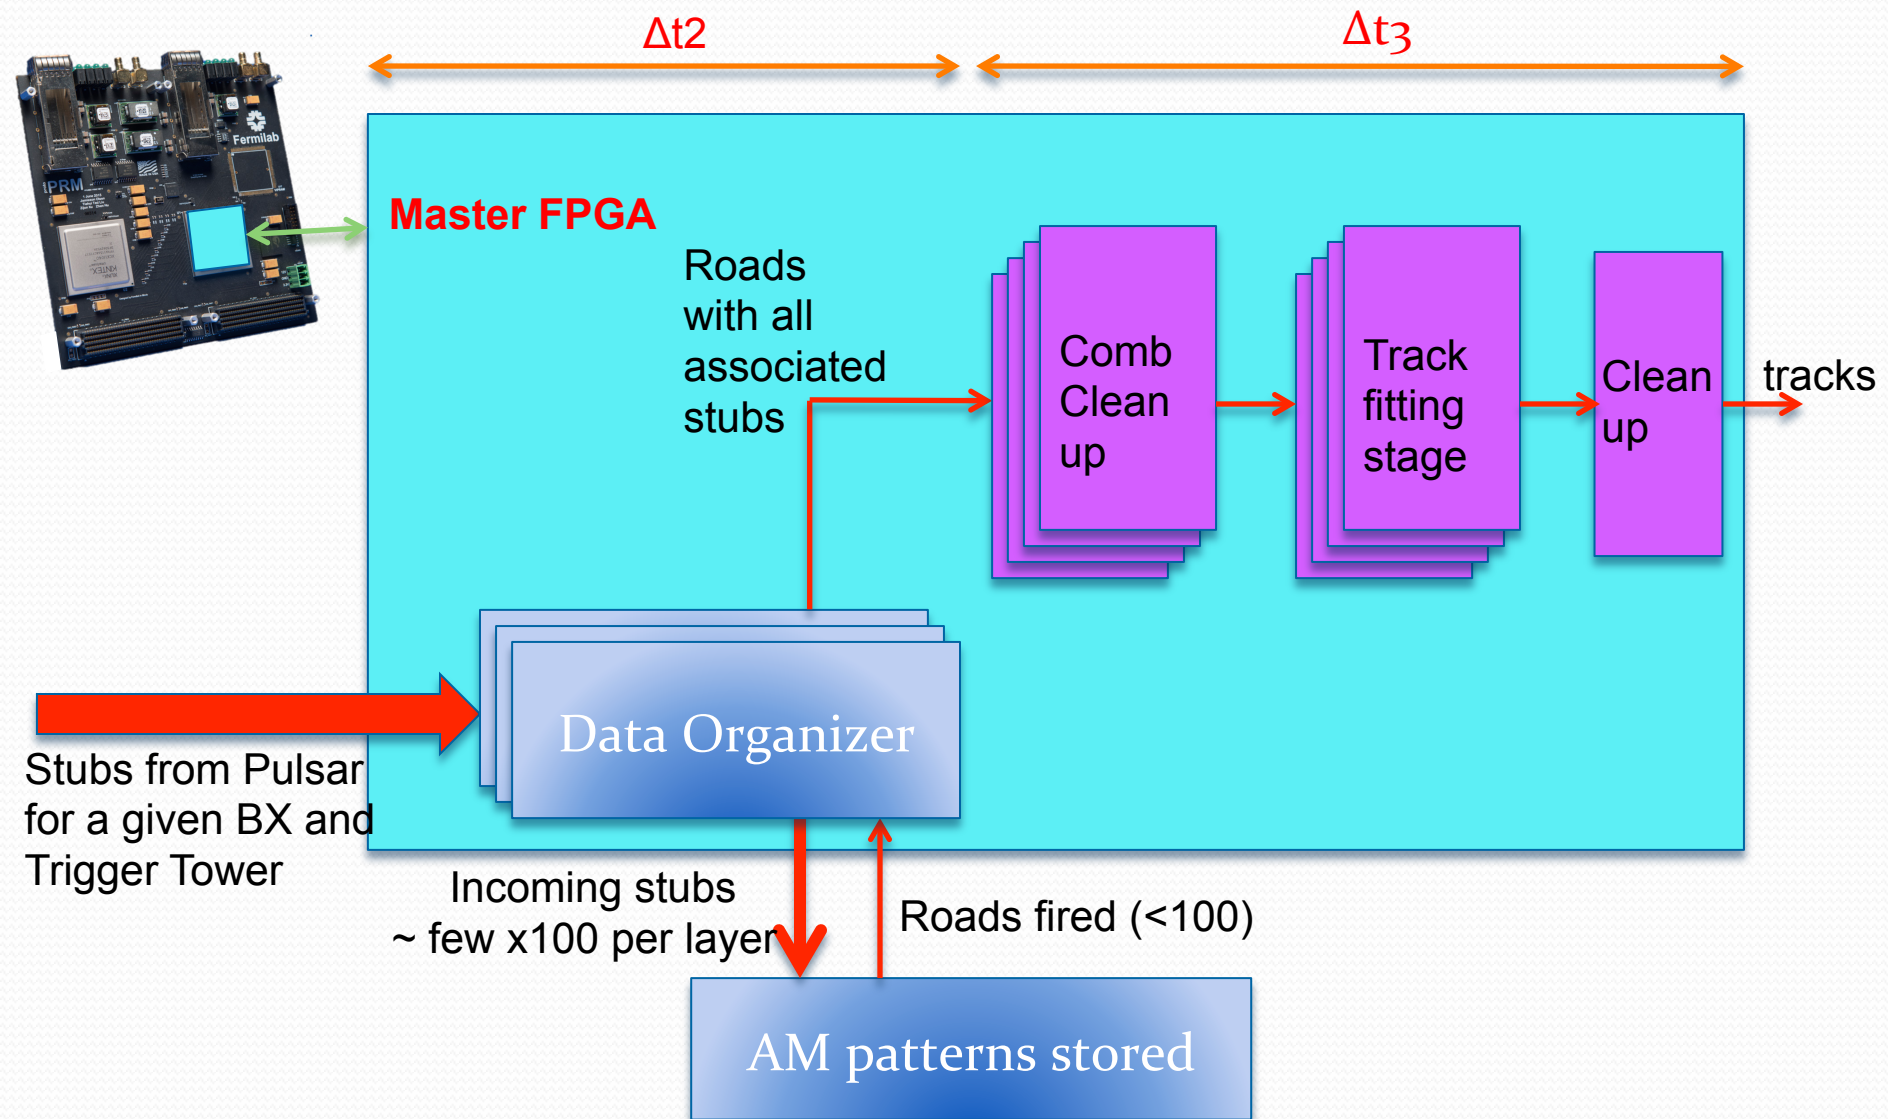 Δt2
Δt3
Fermilab
PRM
KINTEX
Master FPGA
Roads
with all
associated
stubs
Comb
Clean
up
Track
fitting
stage
Clean
up
tracks
Data Organizer
Stubs from Pulsar
for a given BX and
Trigger Tower
Incoming stubs
~ few x100 per layer
Roads fired (<100)
AM patterns stored